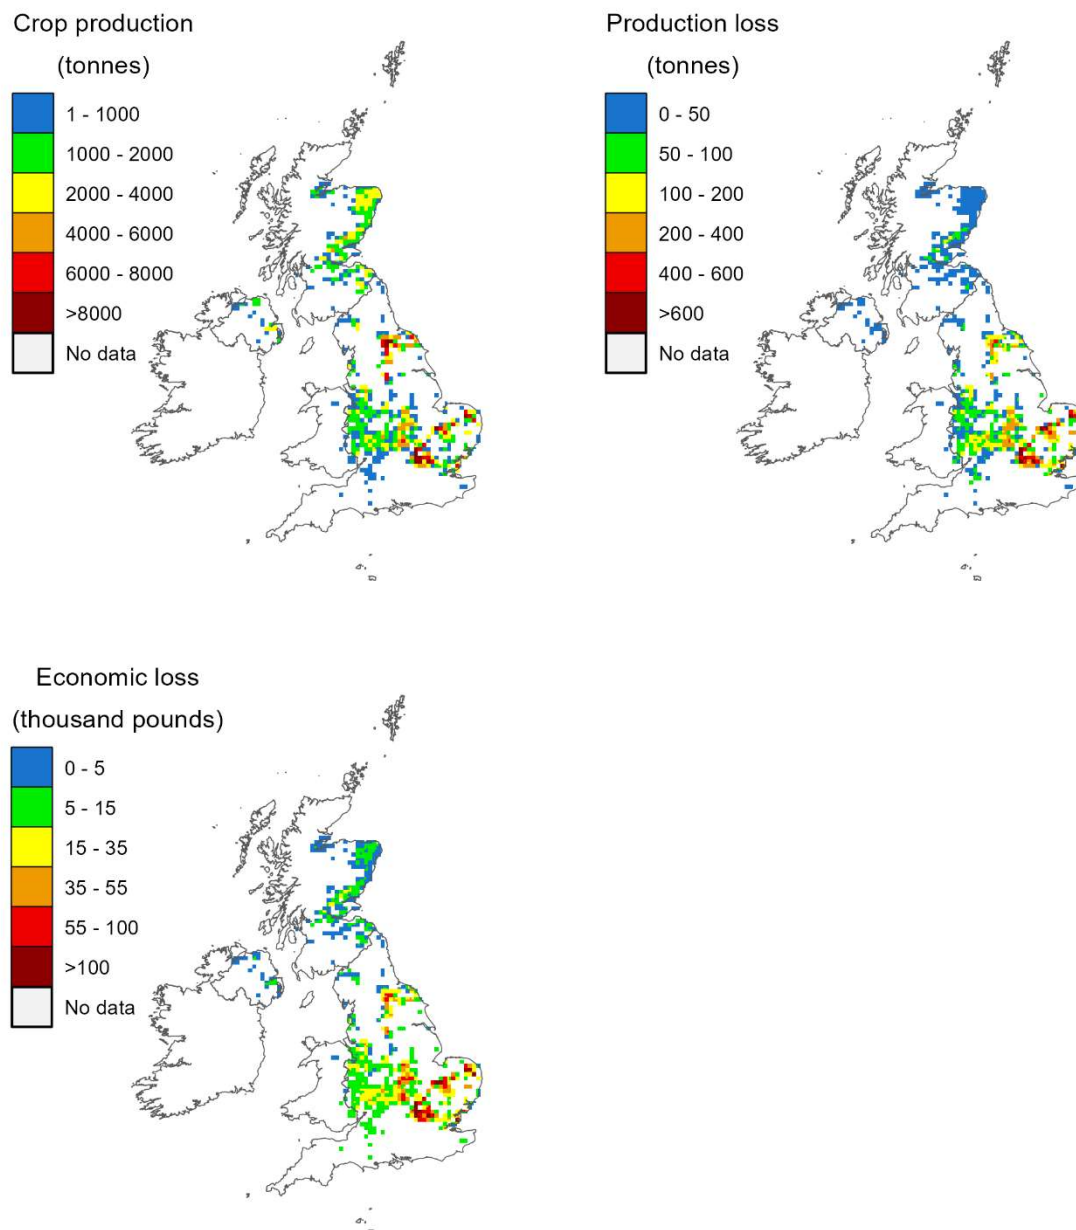 Crop production
(tonnes)
1 - 1000
1000 - 2000
2000 - 4000
4000 - 6000
6000 - 8000
>8000
No data
Production loss
(tonnes)
0 - 50
50 - 100
100 - 200
200 - 400
400 - 600
>600
No data
Economic loss
(thousand pounds)
0 - 5
5 - 15
15 - 35
35 - 55
55 - 100
>100
No data